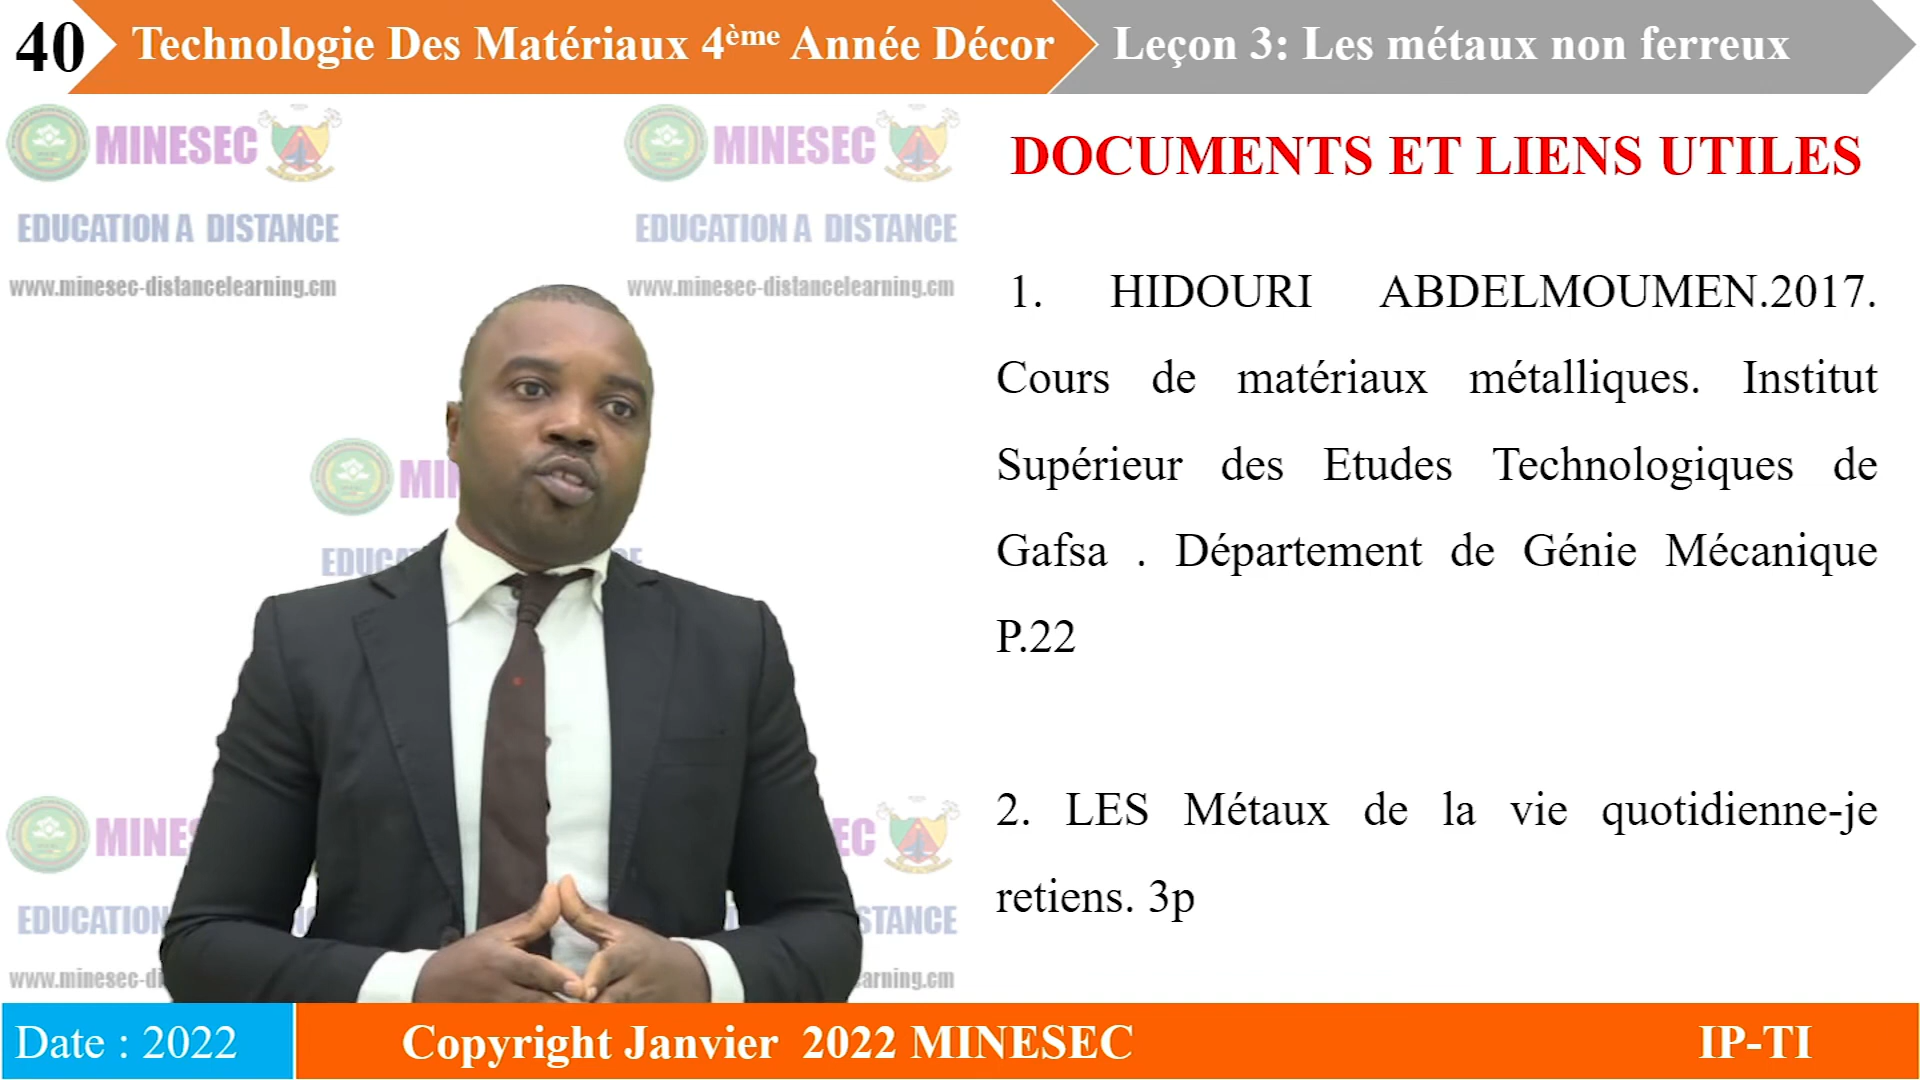 40
Technologie Des Matériaux 4ème Année Décor
Leçon 3: Les métaux non ferreux
MINESEC
EDUCATION A DISTANCE
www.minesec-distancelearning.cm
MINESEC
EDUCATION A DISTANCE
www.minesec-distancelearning.cm
DOCUMENTS ET LIENS UTILES
1. HIDOURI ABDELMOUMEN.2017.
Cours de matériaux métalliques. Institut
Supérieur des Etudes Technologiques de
Gafsa . Département de Génie Mécanique
P.22
2. LES Métaux de la vie quotidienne-je
retiens. 3p
Date : 2022
Copyright Janvier 2022 MINESEC
IP-TI